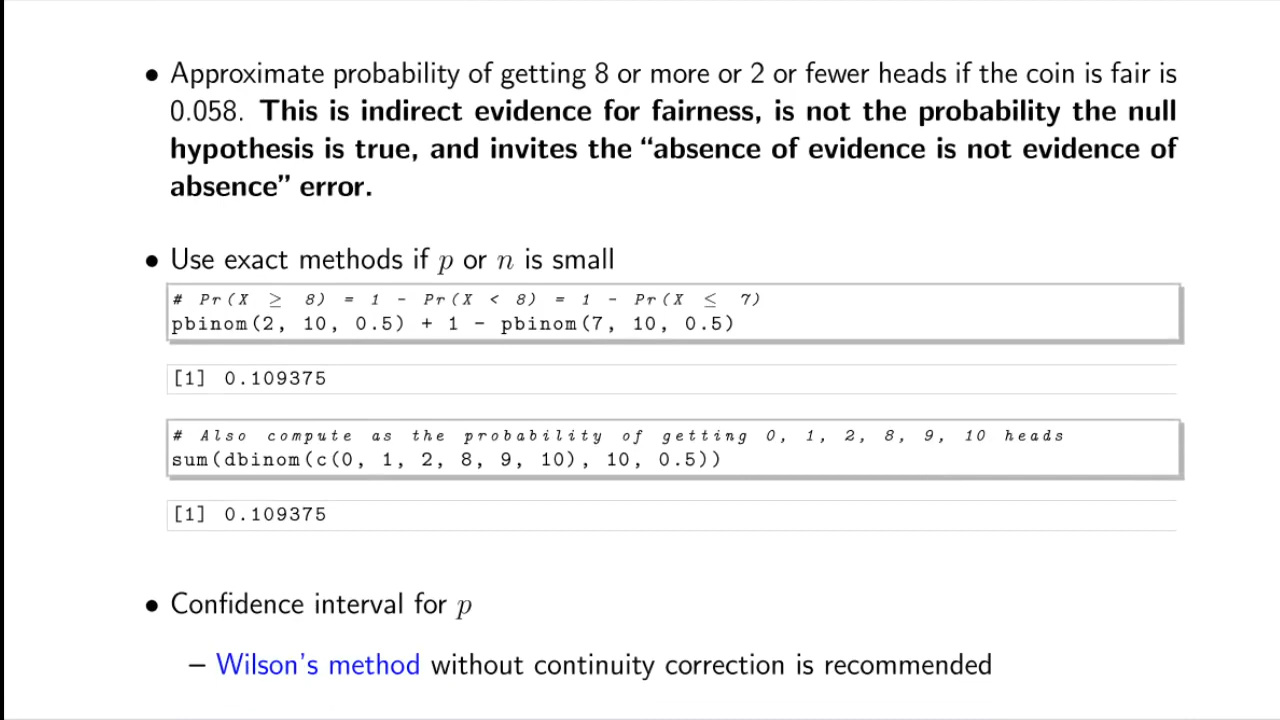 • Approximate probability of getting 8 or more or 2 or fewer heads if the coin is fair is
0.058. This is indirect evidence for fairness, is not the probability the null
hypothesis is true, and invites the “absence of evidence is not evidence of
absence” error.
• Use exact methods if p or n is small
# Pr(X ≥ 8) = 1 - Pr(X < 8) = 1 - Pr(X ≤ 7)
pbinom(2, 10, 0.5) + 1 - pbinom(7, 10, 0.5)
[1] 0.109375
# Also compute as the probability of getting 0, 1, 2, 8, 9, 10 heads
sum(dbinom(c(0, 1, 2, 8, 9, 10), 10, 0.5))
[1] 0.109375
• Confidence interval for p
– Wilson's method without continuity correction is recommended